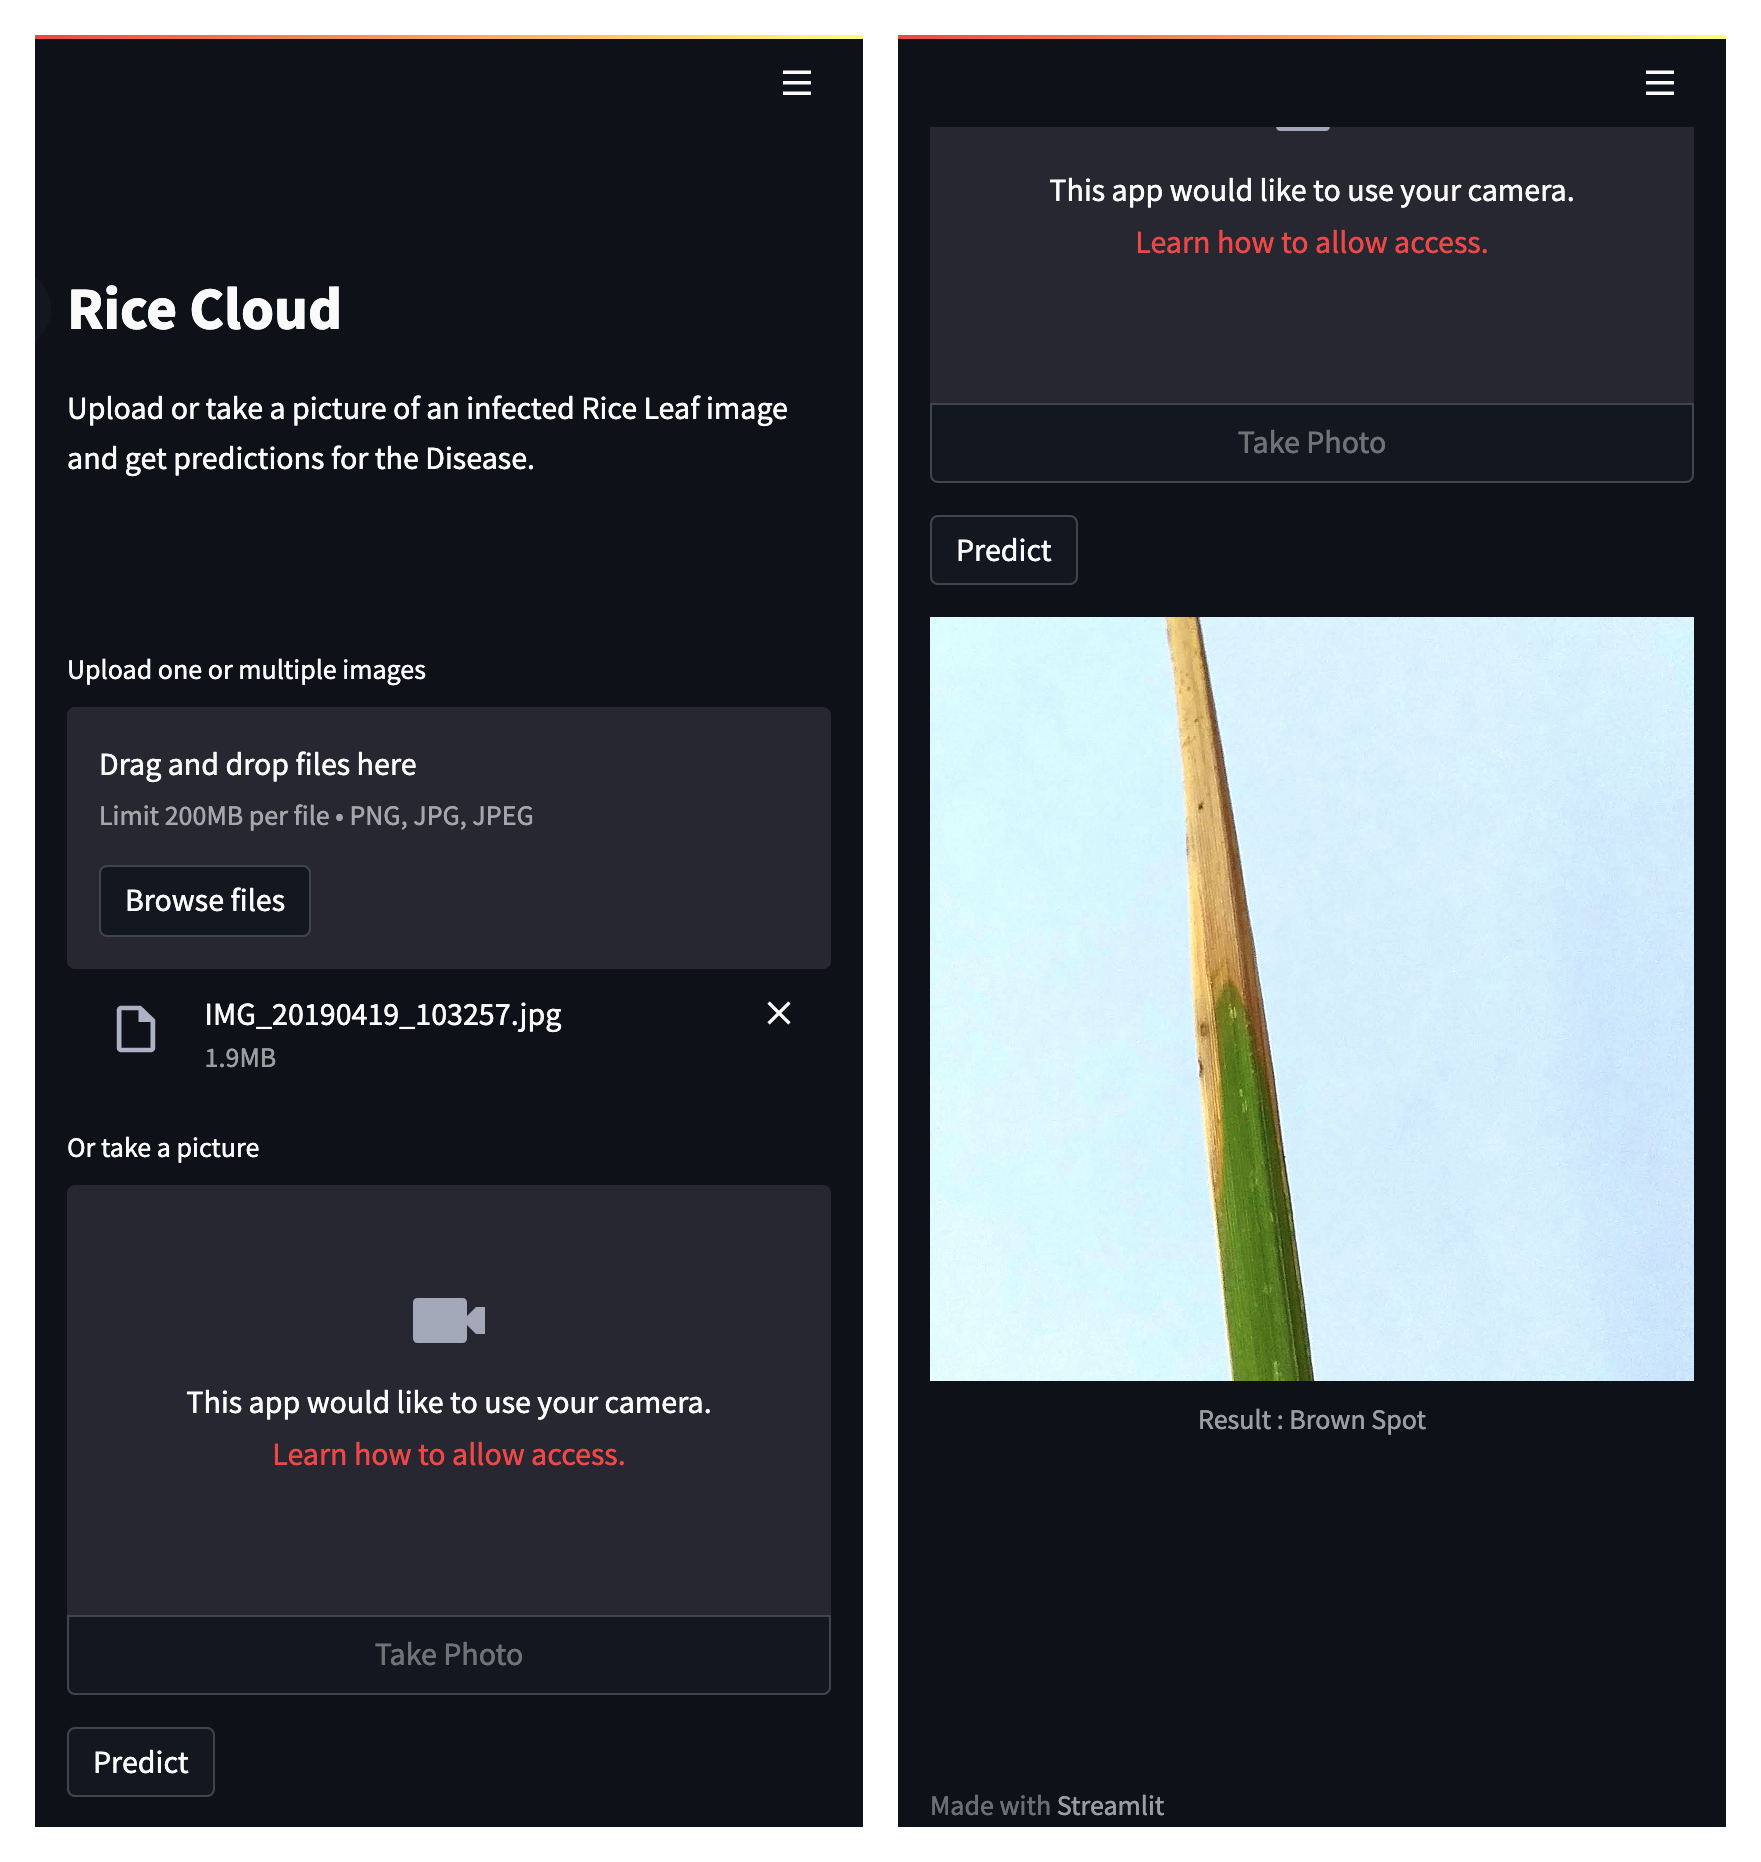 Rice Cloud
Upload or take a picture of an infected Rice Leaf image
and get predictions for the Disease.
Upload one or multiple images
Drag and drop files here
Limit 200MB per file • PNG, JPG, JPEG
Browse files
IMG_20190419_103257.jpg
1.9MB
Or take a picture
This app would like to use your camera.
Learn how to allow access.
Take Photo
Predict
This app would like to use your camera.
Learn how to allow access.
Take Photo
Predict
Result : Brown Spot
Made with Streamlit